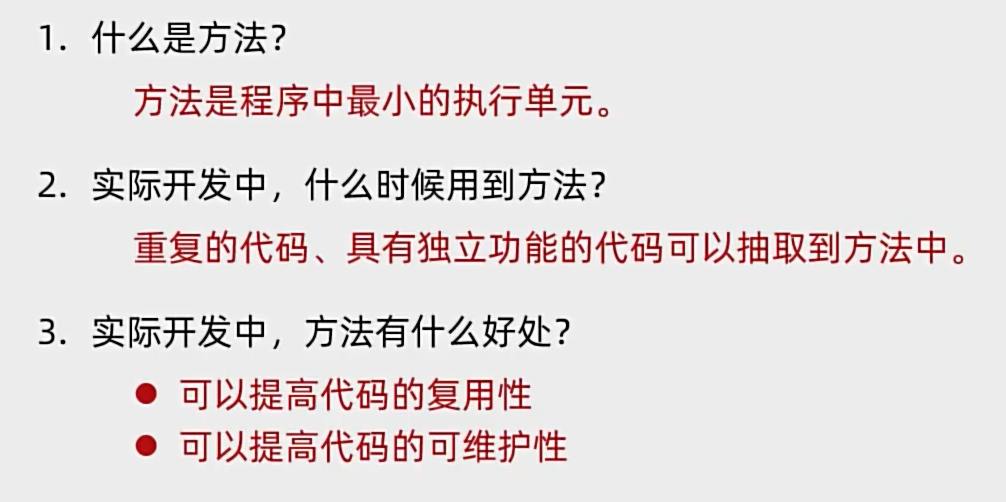 1. 什么是方法？
方法是程序中最小的执行单元。
2. 实际开发中，什么时候用到方法？
重复的代码、具有独立功能的代码可以抽取到方法中。
3. 实际开发中，方法有什么好处？
● 可以提高代码的复用性
● 可以提高代码的可维护性